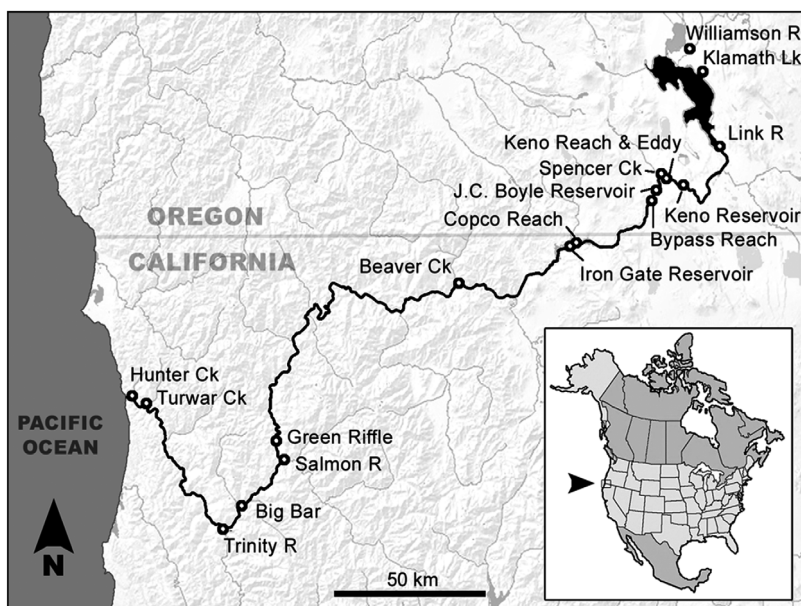 Williamson R
Klamath Lk
Link R
Keno Reach & Eddy
Spencer Ck
J.C. Boyle Reservoir
Keno Reservoir
Copco Reach
Bypass Reach
OREGON
CALIFORNIA
Beaver Ck
Iron Gate Reservoir
Hunter Ck
Turwar Ck
PACIFIC
OCEAN
Green Riffle
Salmon R
Big Bar
Trinity R
N
50 km